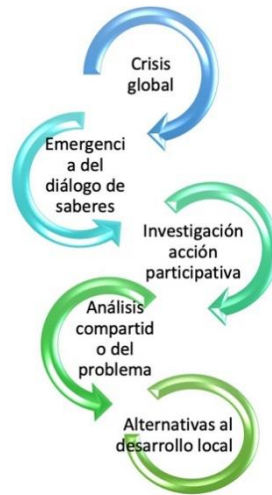 Crisis
global
Emergenci
a del
diálogo de
saberes
Investigación
acción
participativa
Análisis
compartid
o del
problema
Alternativas al
desarrollo local